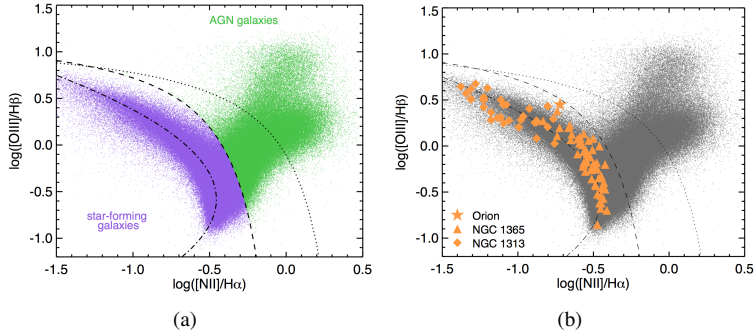 AGN galaxies
star-forming
galaxies
log([OIII]/Hβ)
1.5
1.0
0.5
0.0
-0.5
-1.0
-1.5 -1.0 -0.5 0.0 0.5
log([NII]/Hα)
(a)
log([OIII]/Hβ)
1.5
1.0
0.5
0.0
-0.5
-1.0
Orion
NGC 1365
NGC 1313
-1.5 -1.0 -0.5 0.0 0.5
log([NII]/Hα)
(b)